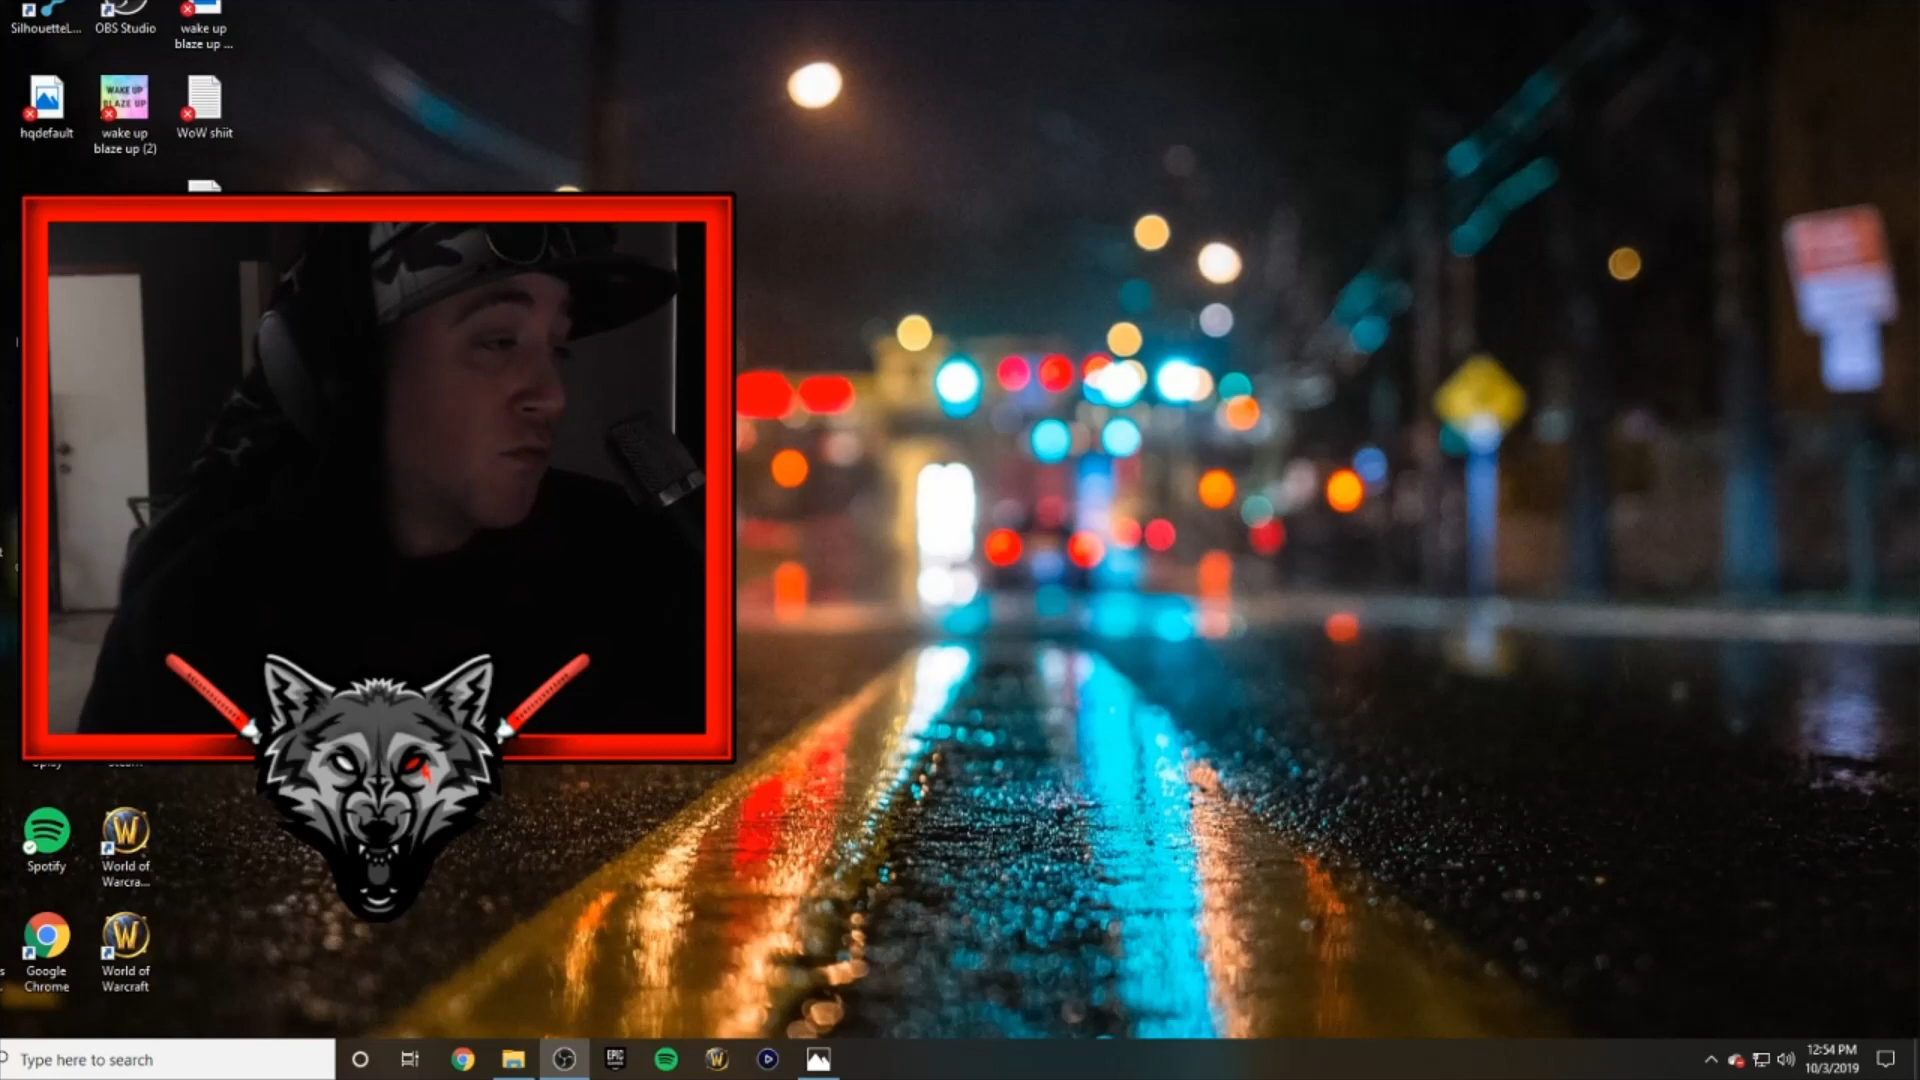 SilhouetteL...
OBS Studio
wake up
blaze up ...
hqdefault
WAKE UP
BLAZE UP
wake up
blaze up (2)
WoW shiit
Spotify
World of
Warcra...
Google
Chrome
World of
Warcraft
Type here to search
EPIC
12:54 PM
10/3/2019